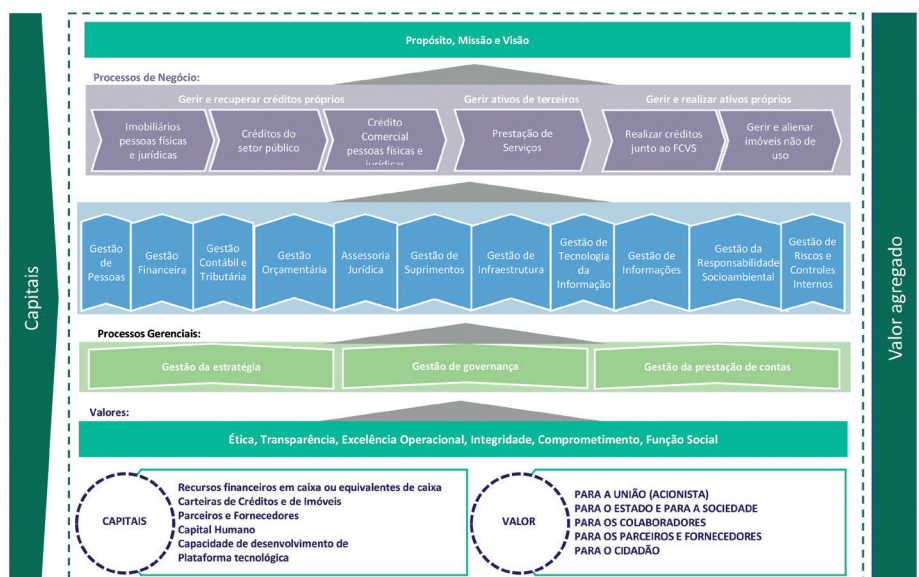 Capitais
Propósito, Missão e Visão
Processos de Negócio:
Gerir e recuperar créditos próprios
Gerir ativos de terceiros
Gerir e realizar ativos próprios
Imobiliários
pessoas físicas
e jurídicas
Créditos do
setor público
Crédito
Comercial
pessoas físicas e
jurídicas
Prestação de
Serviços
Realizar créditos
junto ao FCVS
Gerir e alienar
imóveis não de
uso
Gestão
de
Pessoas
Gestão
Financeira
Gestão
Contábil e
Tributária
Gestão
Orçamentária
Assessoria
Jurídica
Gestão de
Suprimentos
Gestão de
Infraestrutura
Gestão de
Tecnologia
da
Informação
Gestão de
Informações
Gestão da
Responsabilidade
Socioambiental
Gestão de
Riscos e
Controles
Internos
Processos Gerenciais:
Gestão da estratégia
Gestão de governança
Gestão da prestação de contas
Valores:
Ética, Transparência, Excelência Operacional, Integridade, Comprometimento, Função Social
CAPITAIS
Recursos financeiros em caixa ou equivalentes de caixa
Carteiras de Créditos e de Imóveis
Parceiros e Fornecedores
Capital Humano
Capacidade de desenvolvimento de
Plataforma tecnológica
VALOR
PARA A UNIÃO (ACIONISTA)
PARA O ESTADO E PARA A SOCIEDADE
PARA OS COLABORADORES
PARA OS PARCEIROS E FORNECEDORES
PARA O CIDADÃO
Valor agregado